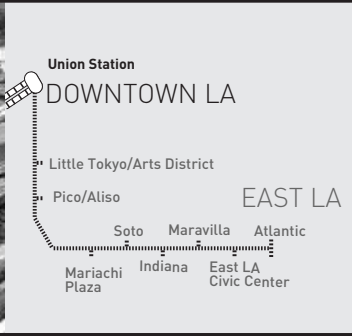 Union Station
DOWNTOWN LA
Little Tokyo/Arts District
Pico/Aliso
EAST LA
Soto
Maravilla
Atlantic
Mariachi
Plaza
Indiana
East LA
Civic Center